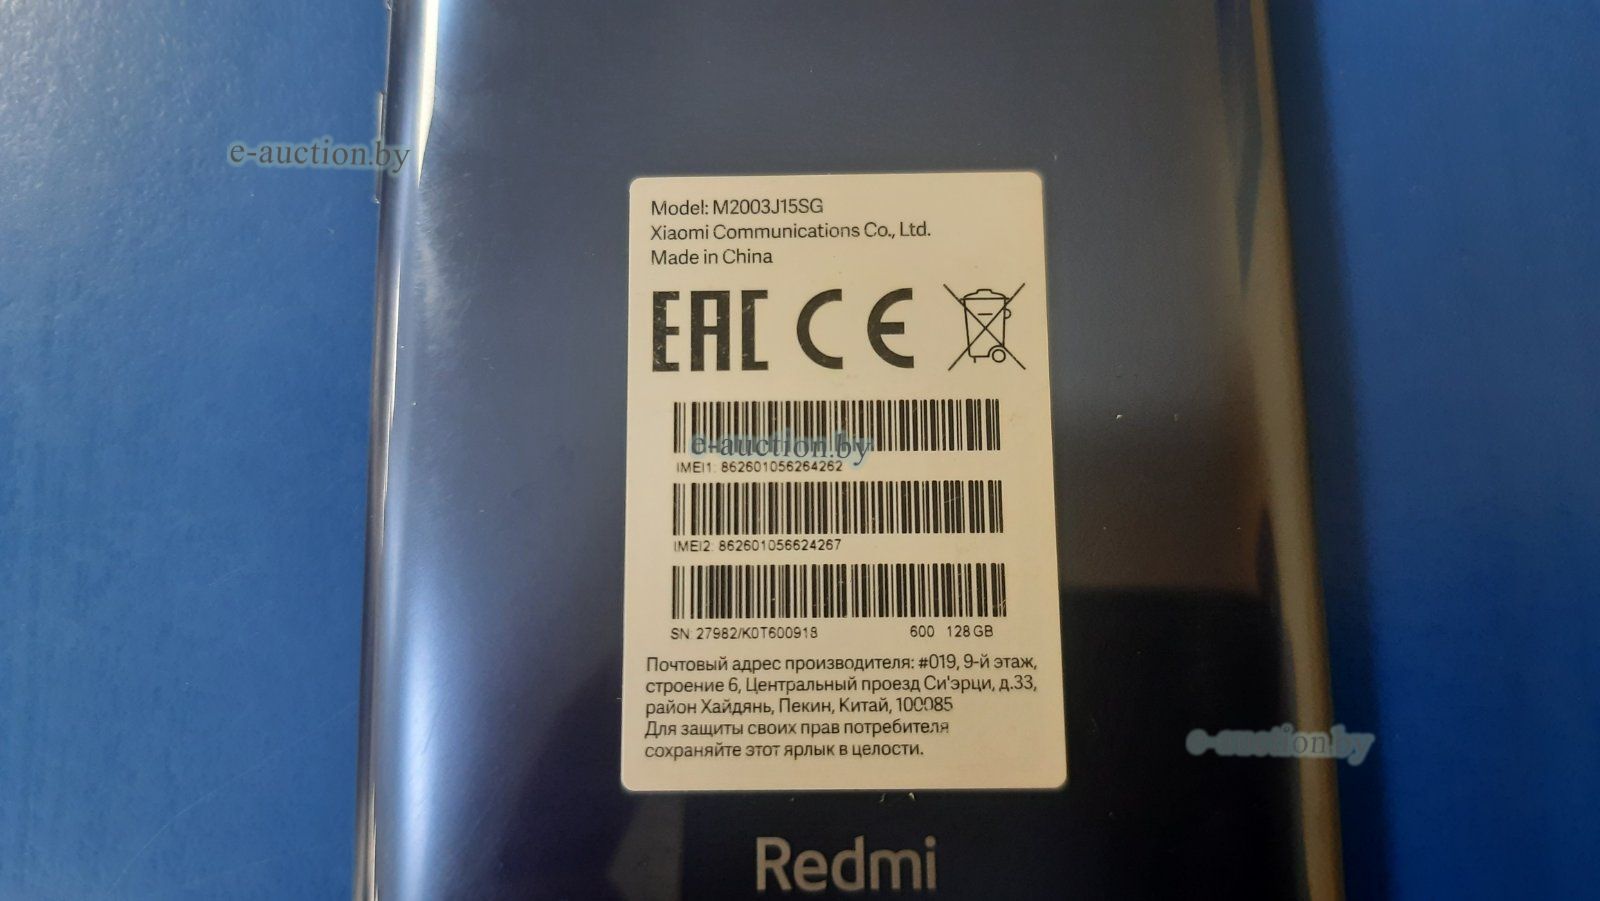 e-auction.by
Model: M2003J15SG
Xiaomi Communications Co., Ltd.
Made in China
EAC CE
e-auction.by
IMEI1: 862601056264262
IMEI2: 862601056624267
SN: 27982/K0T600918 600 128GB
Почтовый адрес производителя: #019, 9-й этаж,
строение 6, Центральный проезд Си'эрци, д.33,
район Хайдянь, Пекин, Китай, 100085
Для защиты своих прав потребителя
сохраняйте этот ярлык в целости.
e-auction.by
Redmi